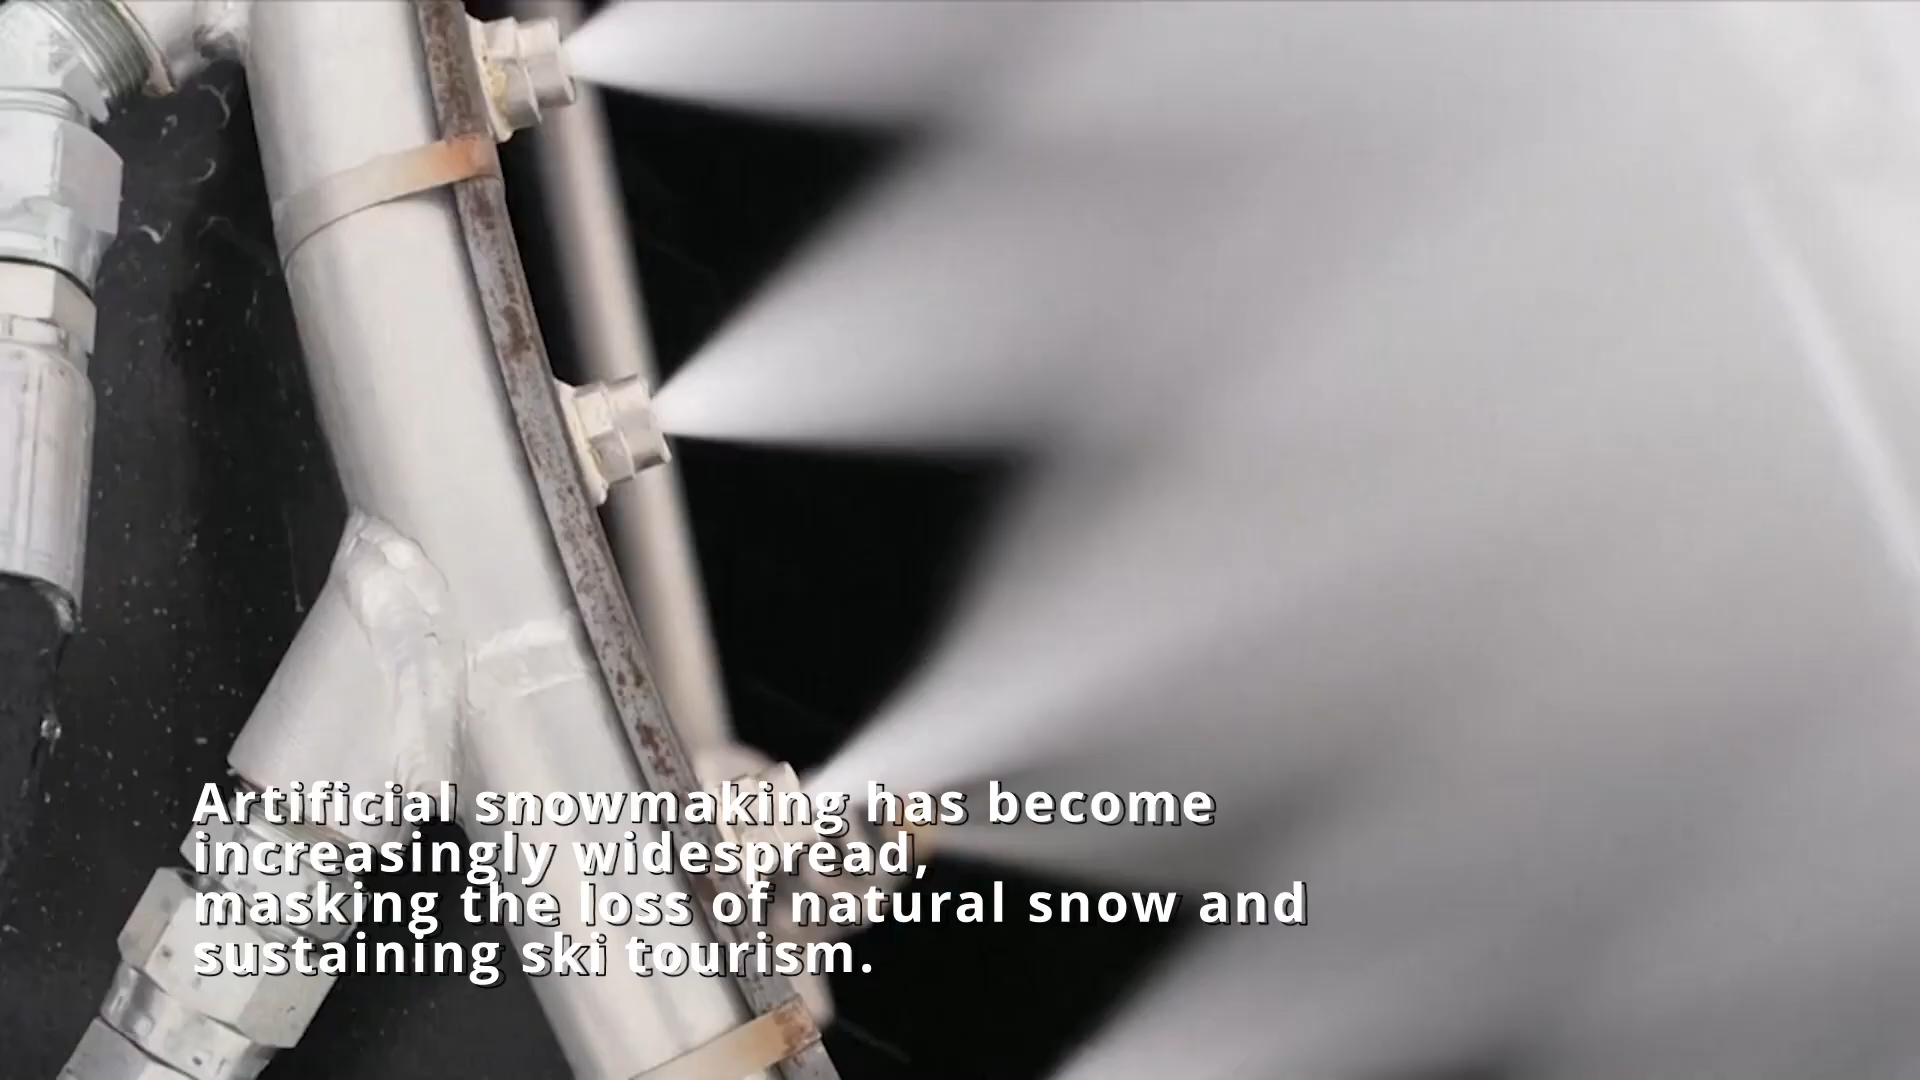 Artificial snowmaking has become
increasingly widespread,
masking the loss of natural snow and
sustaining ski tourism.